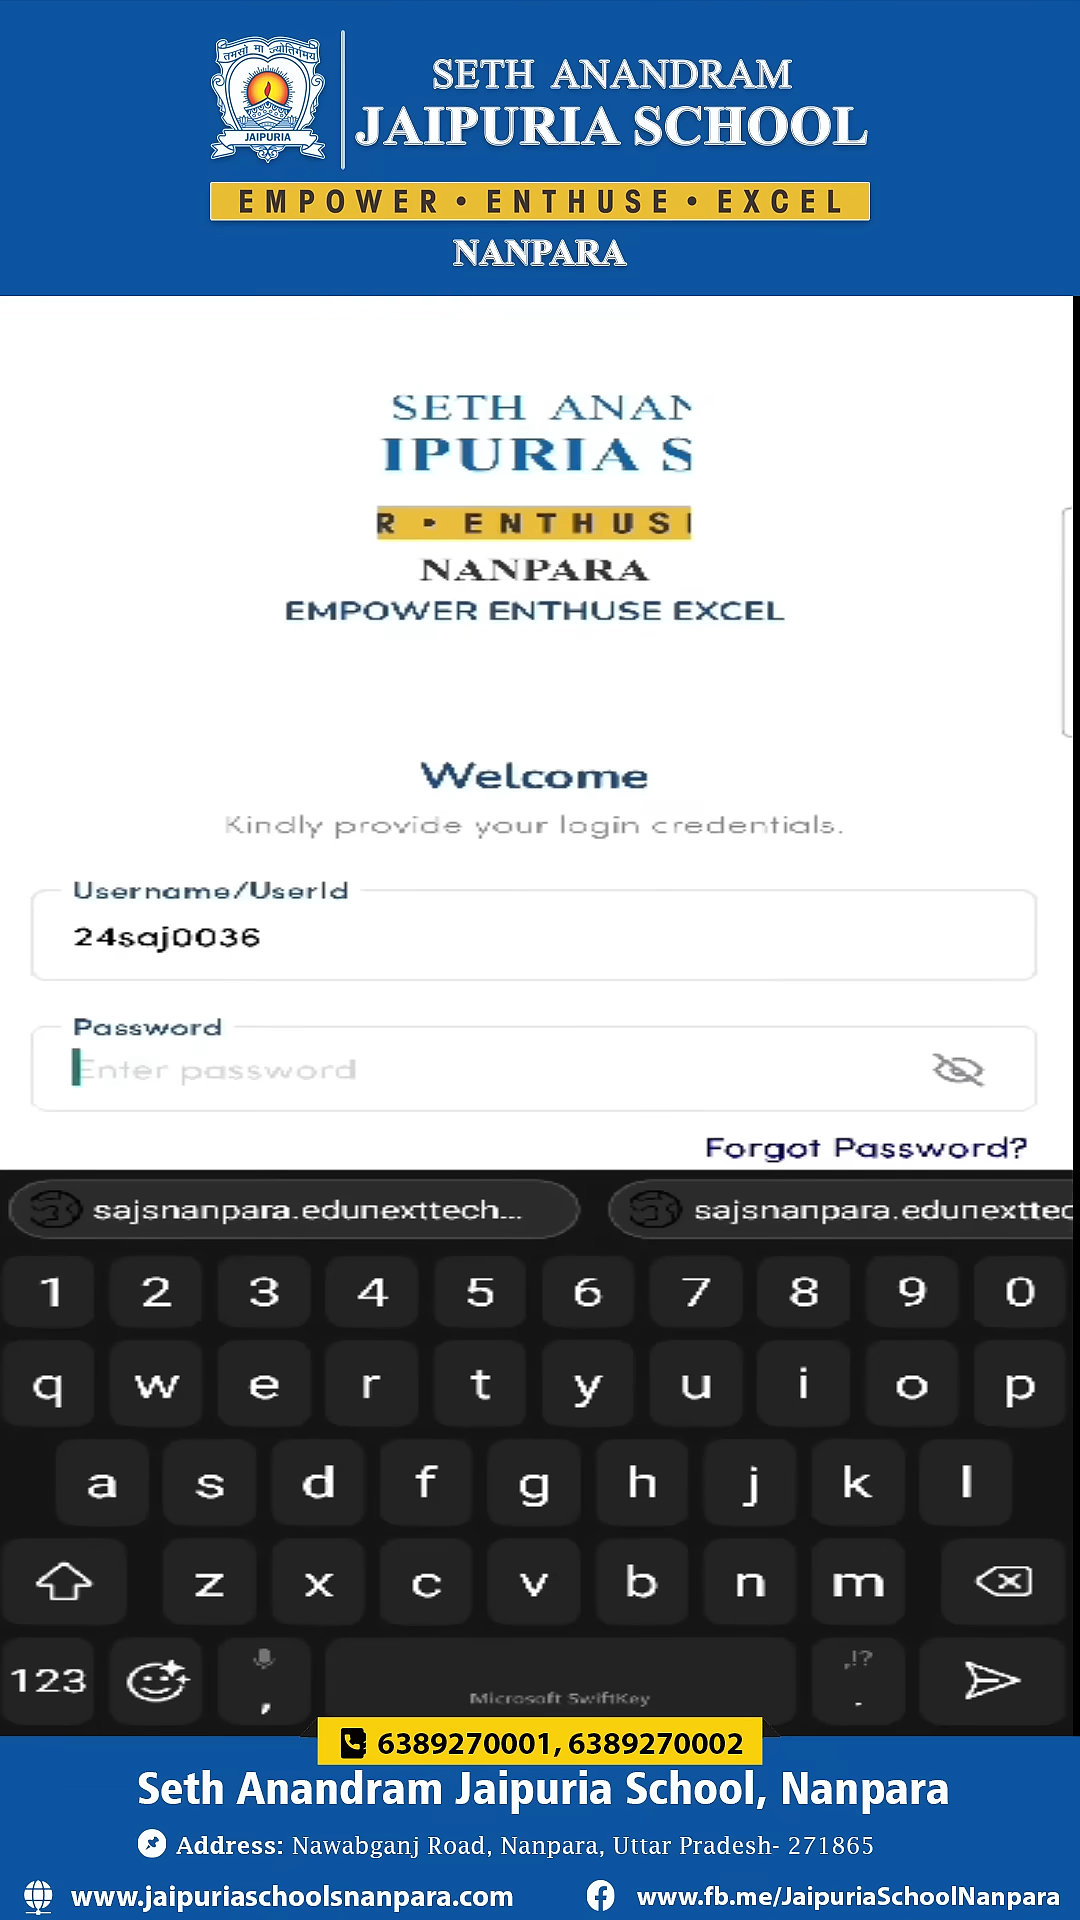 तमसो मा ज्योतिर्गमय
JAIPURIA
SETH ANANDRAM
JAIPURIA SCHOOL
EMPOWER • ENTHUSE • EXCEL
NANPARA
SETH ANAN
IPURIA S
R • ENTHUS
NANPARA
EMPOWER ENTHUSE EXCEL
Welcome
Kindly provide your login credentials.
Username/UserId
24saj0036
Password
Enter password
Forgot Password?
sajsnanpara.edunexttech... sajsnanpara.edunexttec
1 2 3 4 5 6 7 8 9 0
q w e r t y u i o p
a s d f g h j k l
z x c v b n m
123 , ,!? .
Microsoft SwiftKey
6389270001, 6389270002
Seth Anandram Jaipuria School, Nanpara
Address: Nawabganj Road, Nanpara, Uttar Pradesh- 271865
www.jaipuriaschoolsnanpara.com www.fb.me/JaipuriaSchoolNanpara